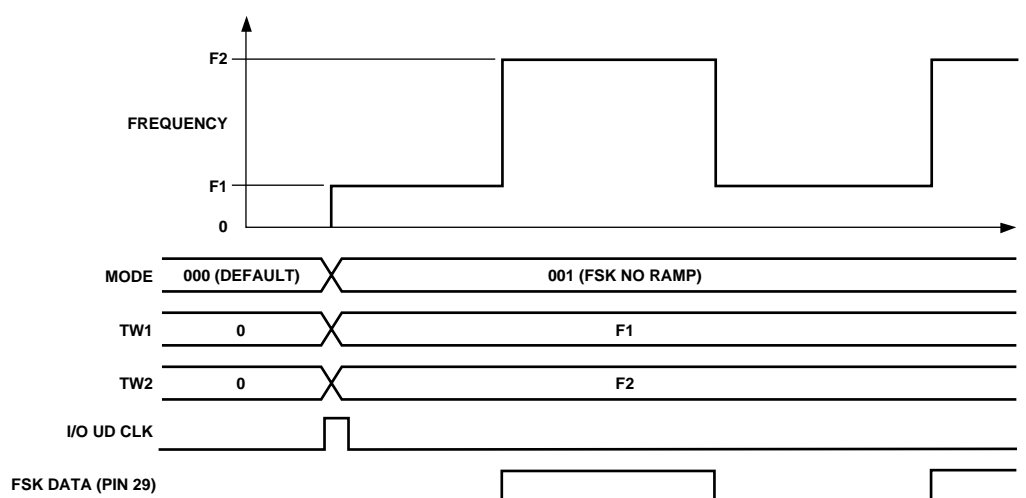 F2
FREQUENCY
F1
0
MODE 000 (DEFAULT) 001 (FSK NO RAMP)
TW1 0 F1
TW2 0 F2
I/O UD CLK
FSK DATA (PIN 29)